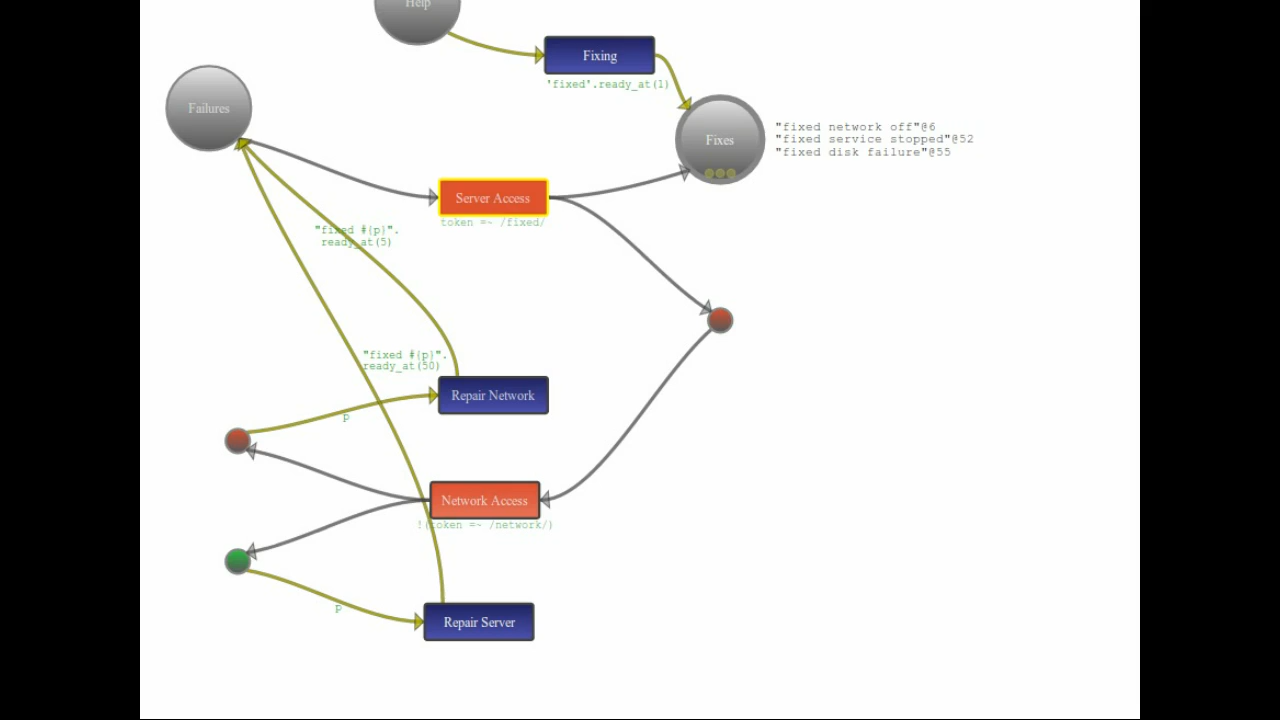 Help
Fixing
'fixed'.ready_at(1)
Failures
Fixes
"fixed network off"@6
"fixed service stopped"@52
"fixed disk failure"@55
Server Access
token =~ /fixed/
"fixed #{p}".
ready_at(5)
"fixed #{p}".
ready_at(50)
Repair Network
p
Network Access
!(token =~ /network/)
p
Repair Server